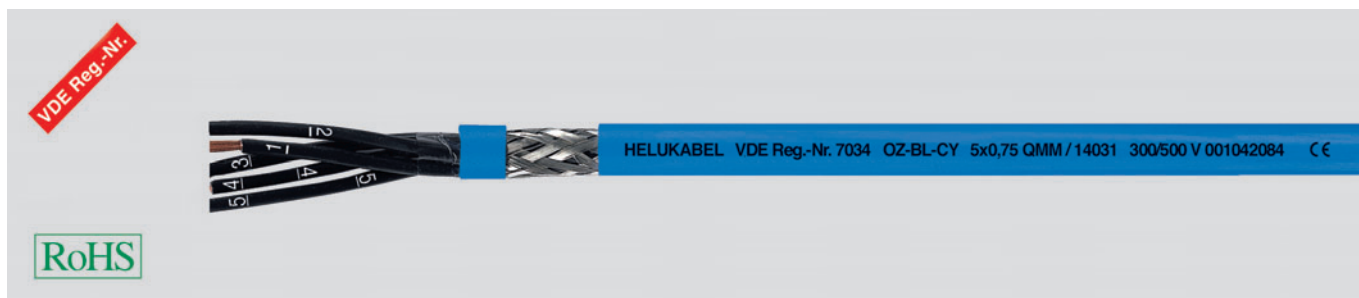 VDE Reg.-Nr.
2
1
3
4
4
5
5
HELUKABEL VDE Reg.-Nr. 7034 OZ-BL-CY 5x0,75 QMM / 14031 300/500 V 001042084 CE
RoHS